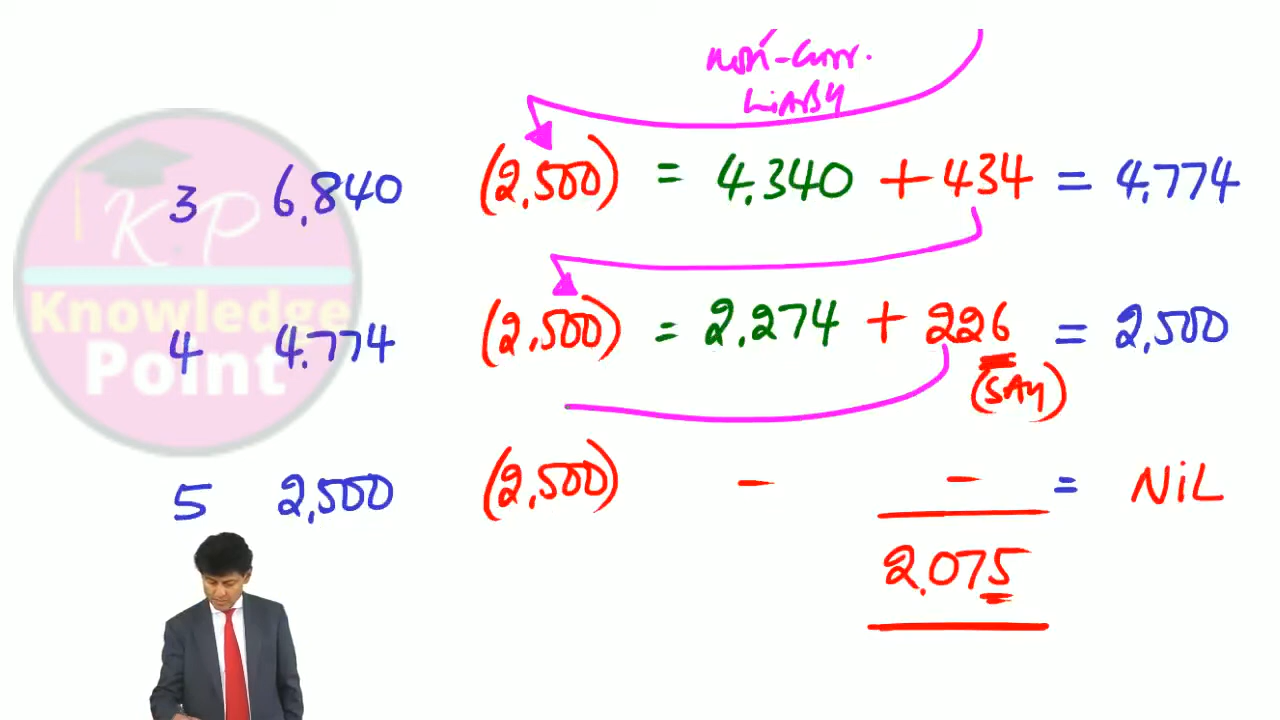 non-Curr.
LiABy
3 6,840 (2,500) = 4,340 + 434 = 4,774
4 4,774 (2,500) = 2,274 + 226 = 2,500
(SAy)
5 2,500 (2,500) - - = NiL
2,075
K.P
Knowledge
Point